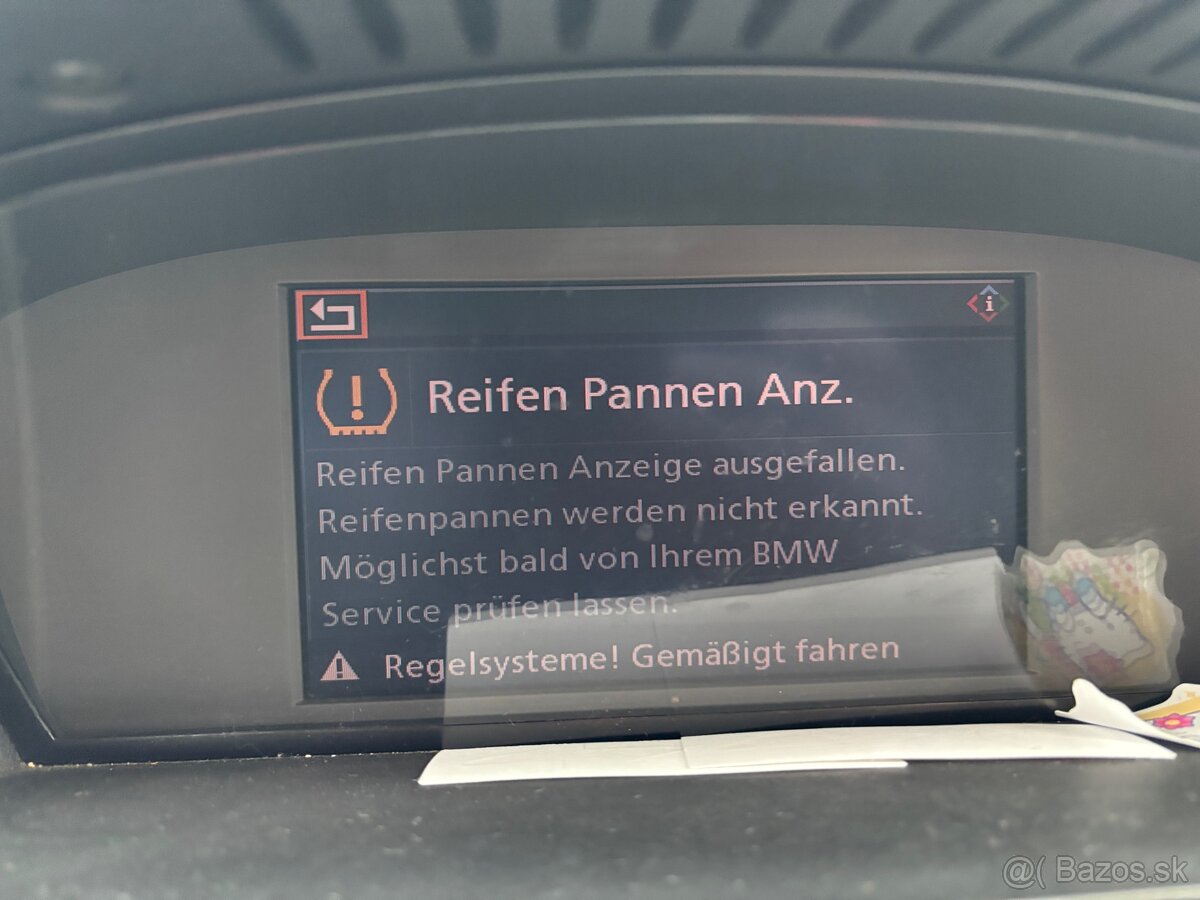 Reifen Pannen Anz.
Reifen Pannen Anzeige ausgefallen.
Reifenpannen werden nicht erkannt.
Möglichst bald von Ihrem BMW
Service prüfen lassen.
Regelsysteme! Gemäßigt fahren
@( Bazos.sk